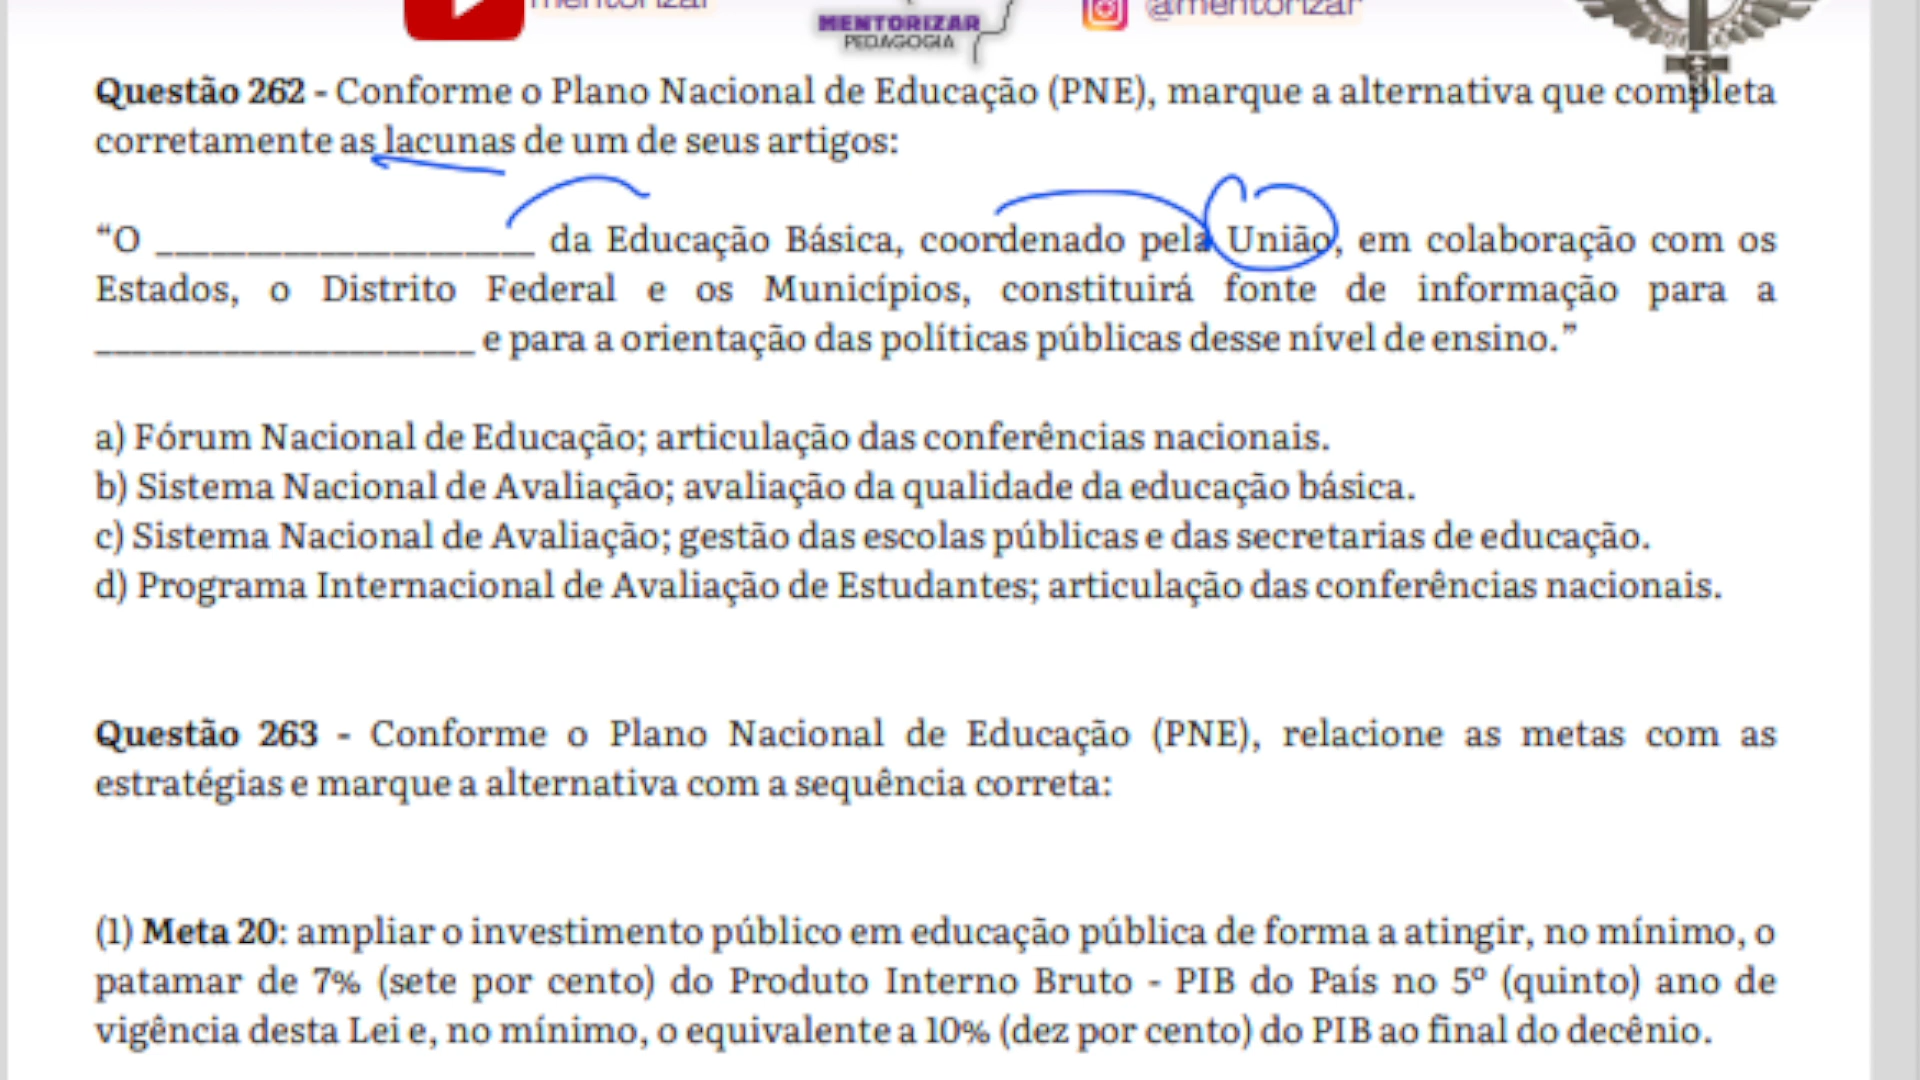 mentorizar
MENTORIZAR
PEDAGOGIA
@mentorizar
Questão 262 - Conforme o Plano Nacional de Educação (PNE), marque a alternativa que completa
corretamente as lacunas de um de seus artigos:
“O ____________________ da Educação Básica, coordenado pela União, em colaboração com os
Estados, o Distrito Federal e os Municípios, constituirá fonte de informação para a
____________________ e para a orientação das políticas públicas desse nível de ensino.”
a) Fórum Nacional de Educação; articulação das conferências nacionais.
b) Sistema Nacional de Avaliação; avaliação da qualidade da educação básica.
c) Sistema Nacional de Avaliação; gestão das escolas públicas e das secretarias de educação.
d) Programa Internacional de Avaliação de Estudantes; articulação das conferências nacionais.
Questão 263 - Conforme o Plano Nacional de Educação (PNE), relacione as metas com as
estratégias e marque a alternativa com a sequência correta:
(1) Meta 20: ampliar o investimento público em educação pública de forma a atingir, no mínimo, o
patamar de 7% (sete por cento) do Produto Interno Bruto - PIB do País no 5º (quinto) ano de
vigência desta Lei e, no mínimo, o equivalente a 10% (dez por cento) do PIB ao final do decênio.